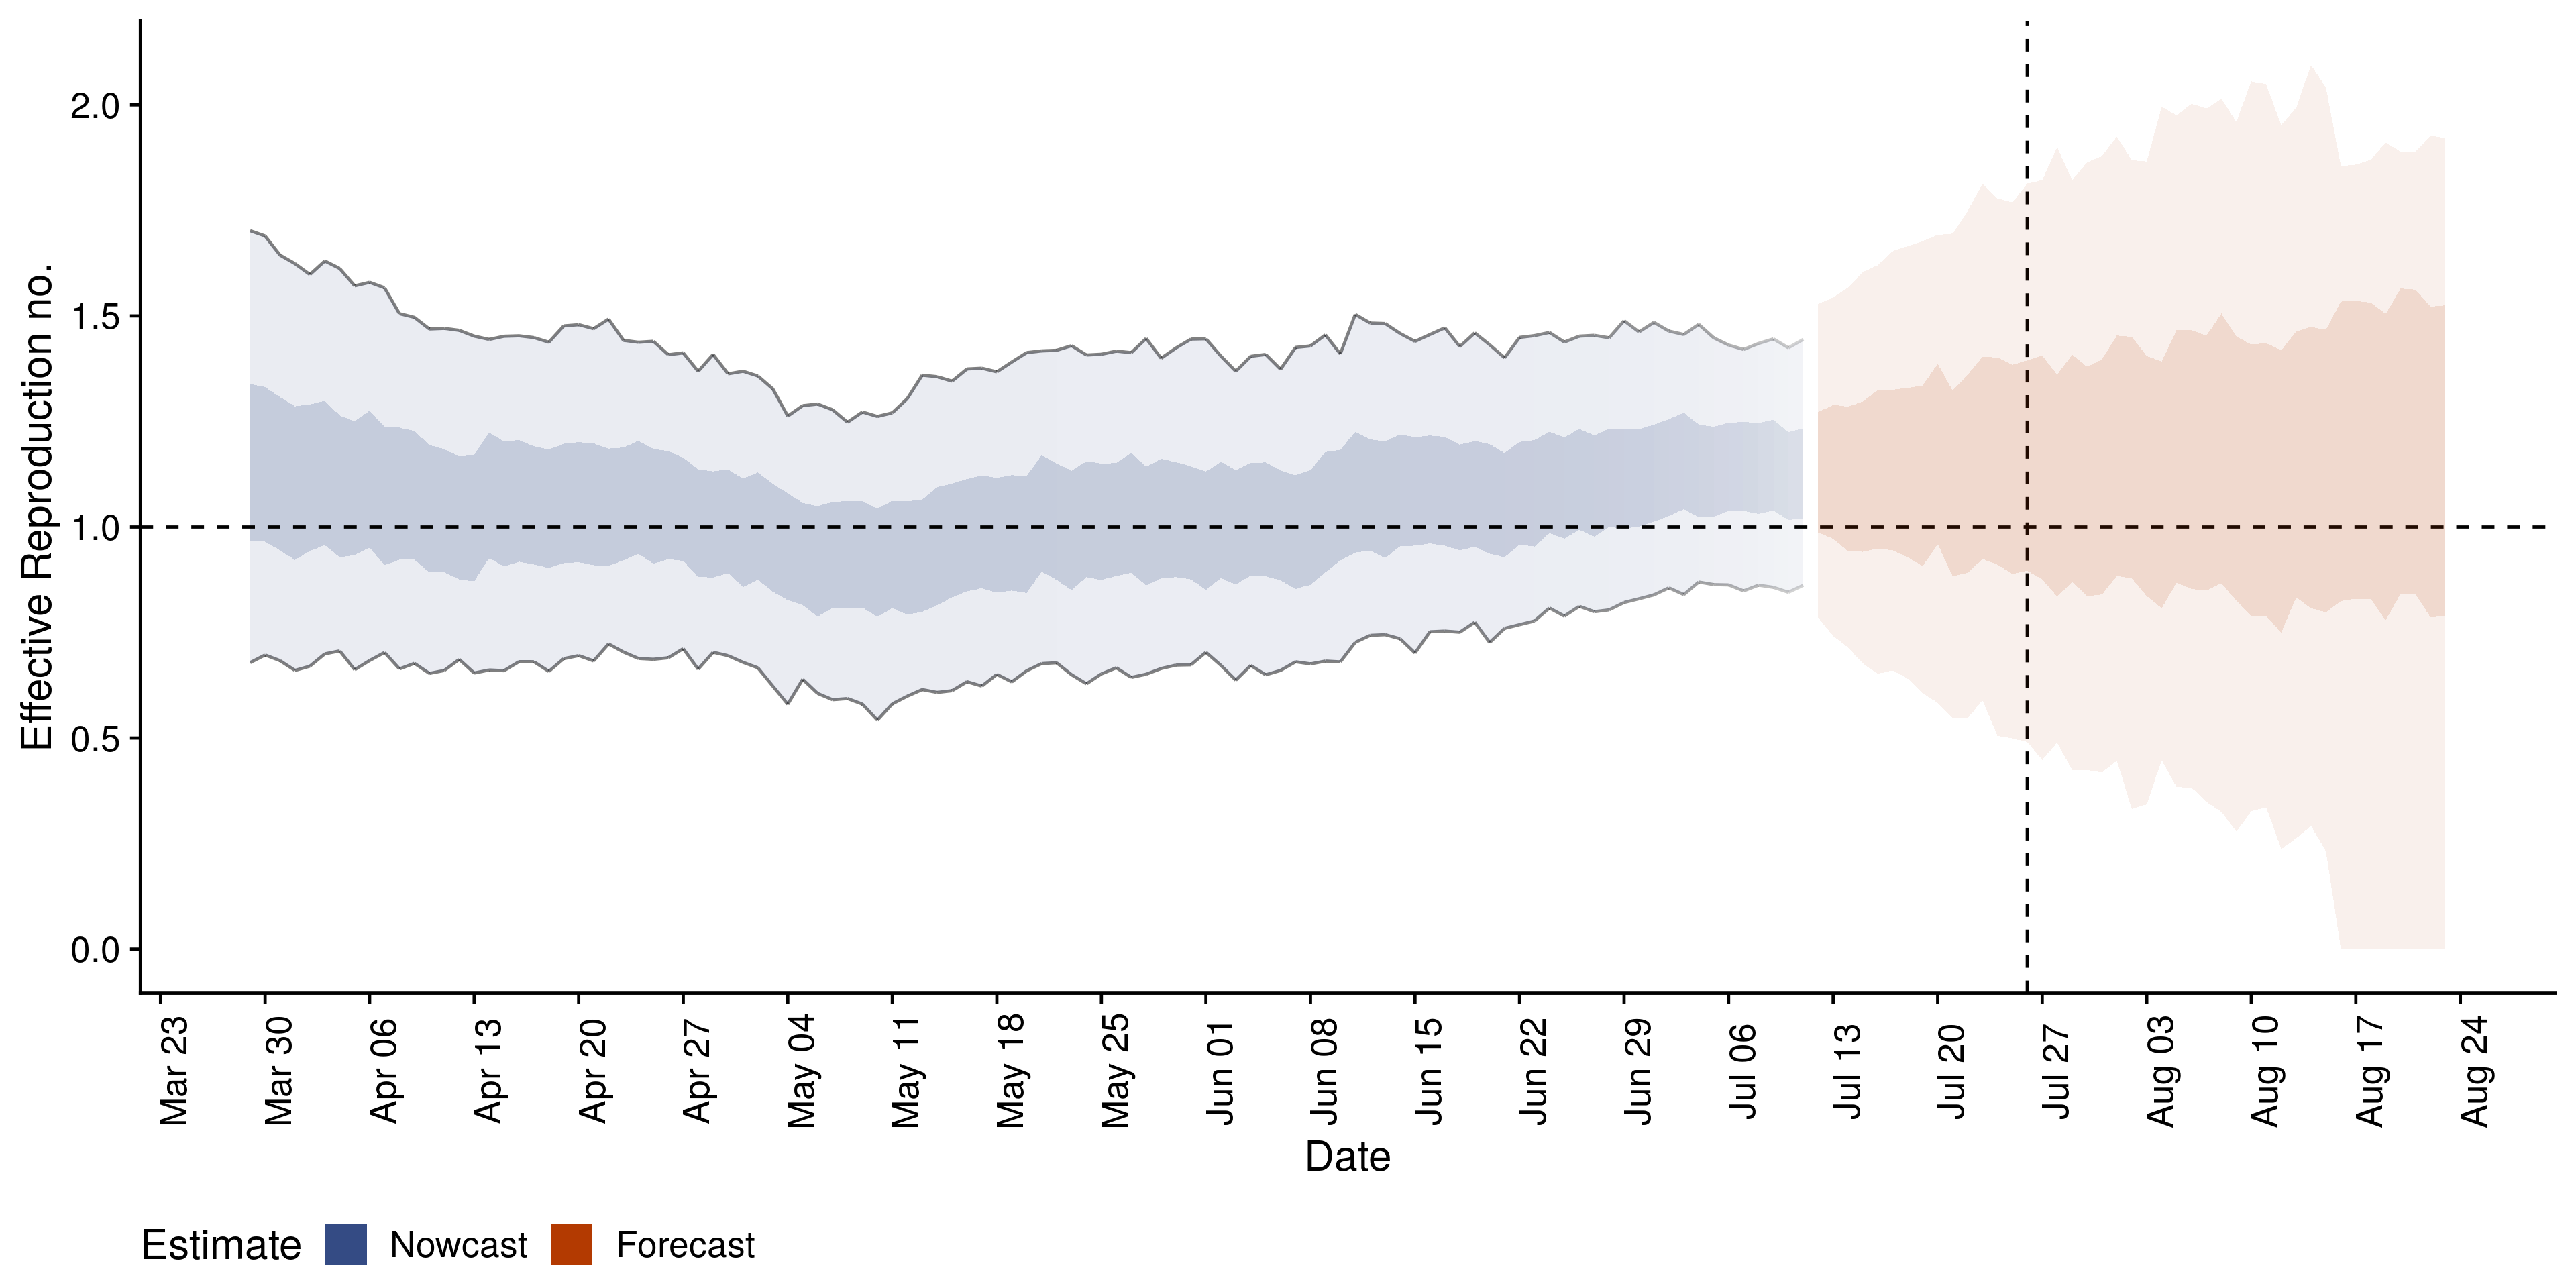 Effective Reproduction no.
2.0
1.5
1.0
0.5
0.0
Mar 23
Mar 30
Apr 06
Apr 13
Apr 20
Apr 27
May 04
May 11
May 18
May 25
Jun 01
Jun 08
Jun 15
Jun 22
Jun 29
Jul 06
Jul 13
Jul 20
Jul 27
Aug 03
Aug 10
Aug 17
Aug 24
Date
Estimate Nowcast Forecast